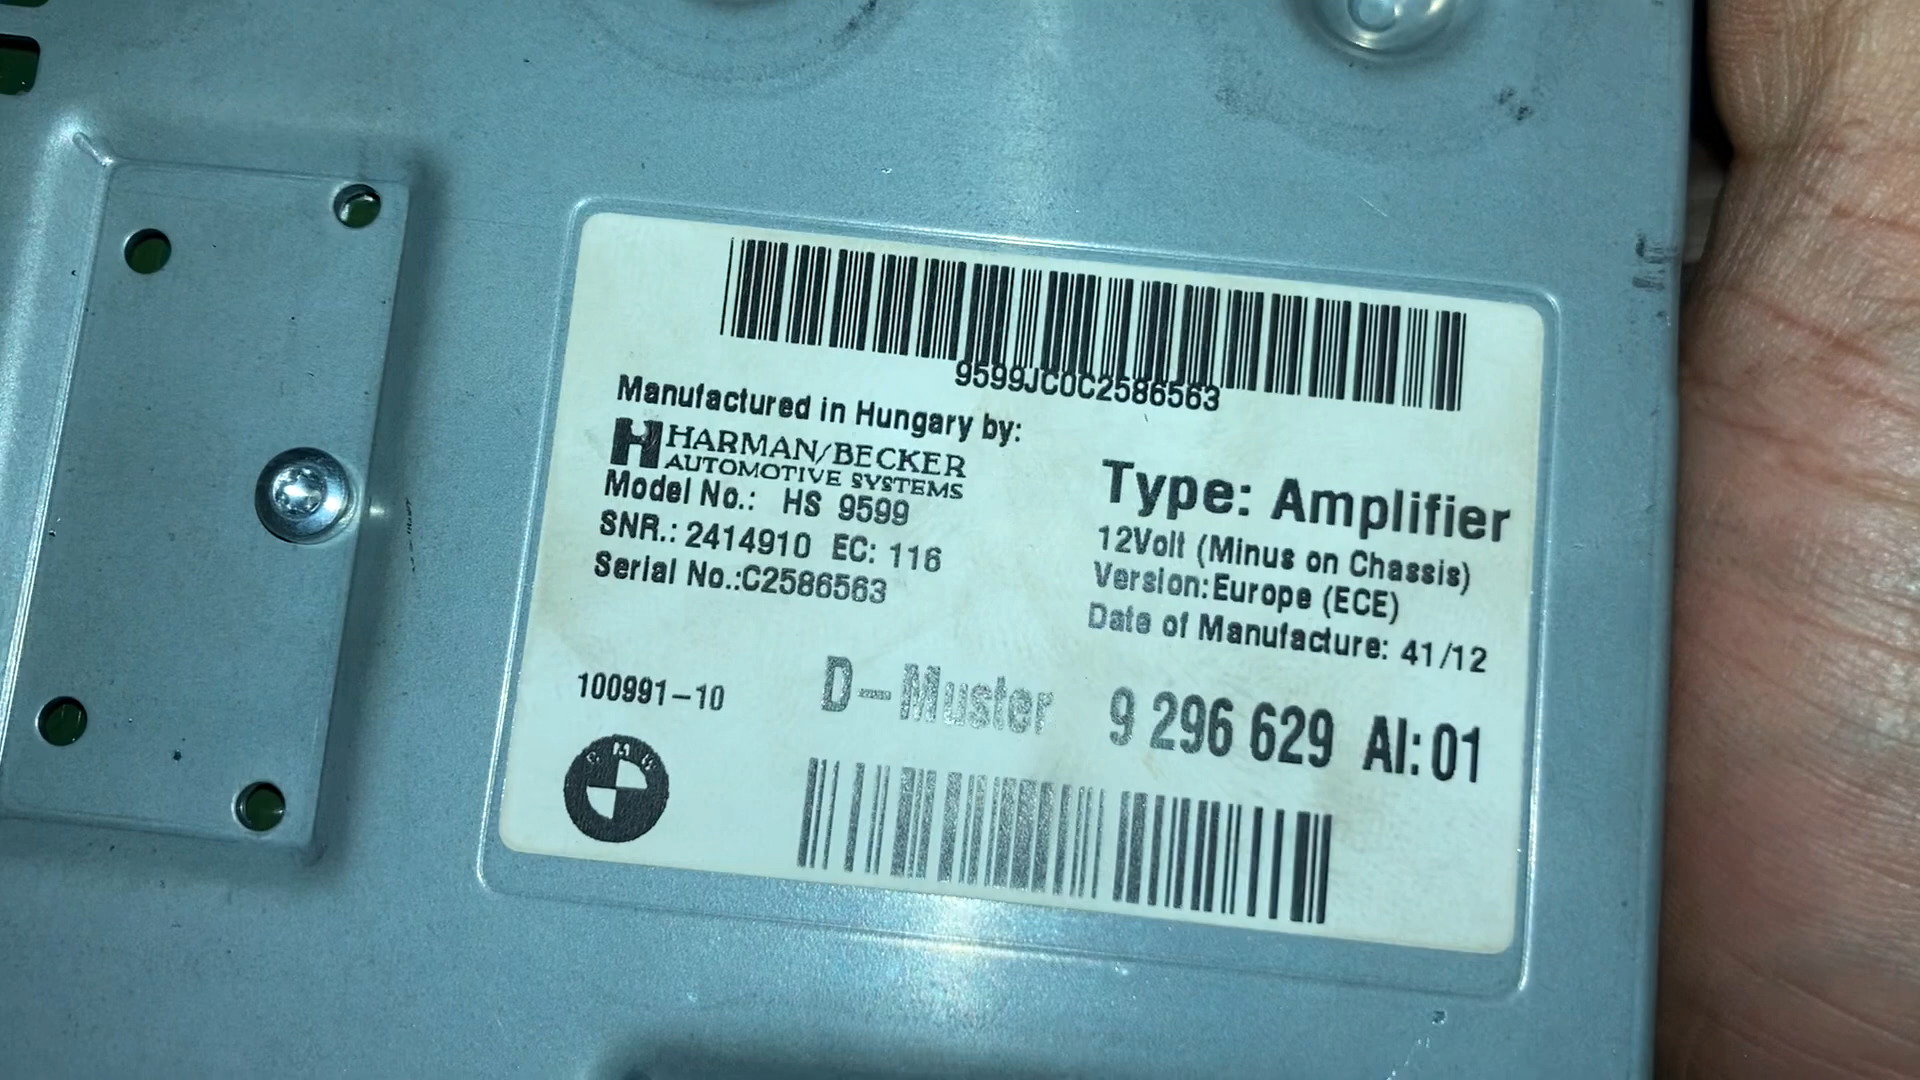 9599JC0C2586563
Manufactured in Hungary by:
HARMAN/BECKER
AUTOMOTIVE SYSTEMS
Model No.: HS 9599
SNR.: 2414910 EC: 116
Serial No.:C2586563
Type: Amplifier
12Volt (Minus on Chassis)
Version:Europe (ECE)
Date of Manufacture: 41/12
100991-10
D-Muster
9 296 629 AI:01
BMW